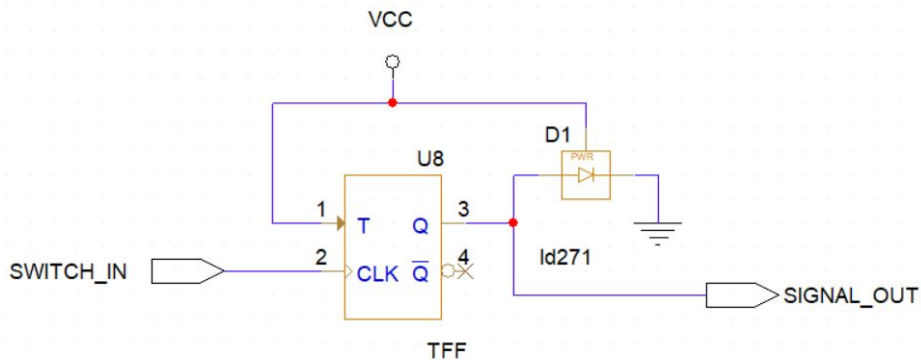 VCC
D1
PWR
U8
1 T Q 3
2 CLK Q 4
SWITCH_IN
ld271
SIGNAL_OUT
TFF